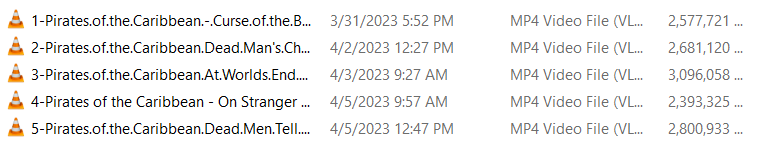 1-Pirates.of.the.Caribbean.-.Curse.of.the.B... 3/31/2023 5:52 PM MP4 Video File (VL... 2,577,721 ...
2-Pirates.of.the.Caribbean.Dead.Man's.Ch... 4/2/2023 12:27 PM MP4 Video File (VL... 2,681,120 ...
3-Pirates.of.the.Caribbean.At.Worlds.End.... 4/3/2023 9:27 AM MP4 Video File (VL... 3,096,058 ...
4-Pirates of the Caribbean - On Stranger ... 4/5/2023 9:57 AM MP4 Video File (VL... 2,393,325 ...
5-Pirates.of.the.Caribbean.Dead.Men.Tell.... 4/5/2023 12:47 PM MP4 Video File (VL... 2,800,933 ...